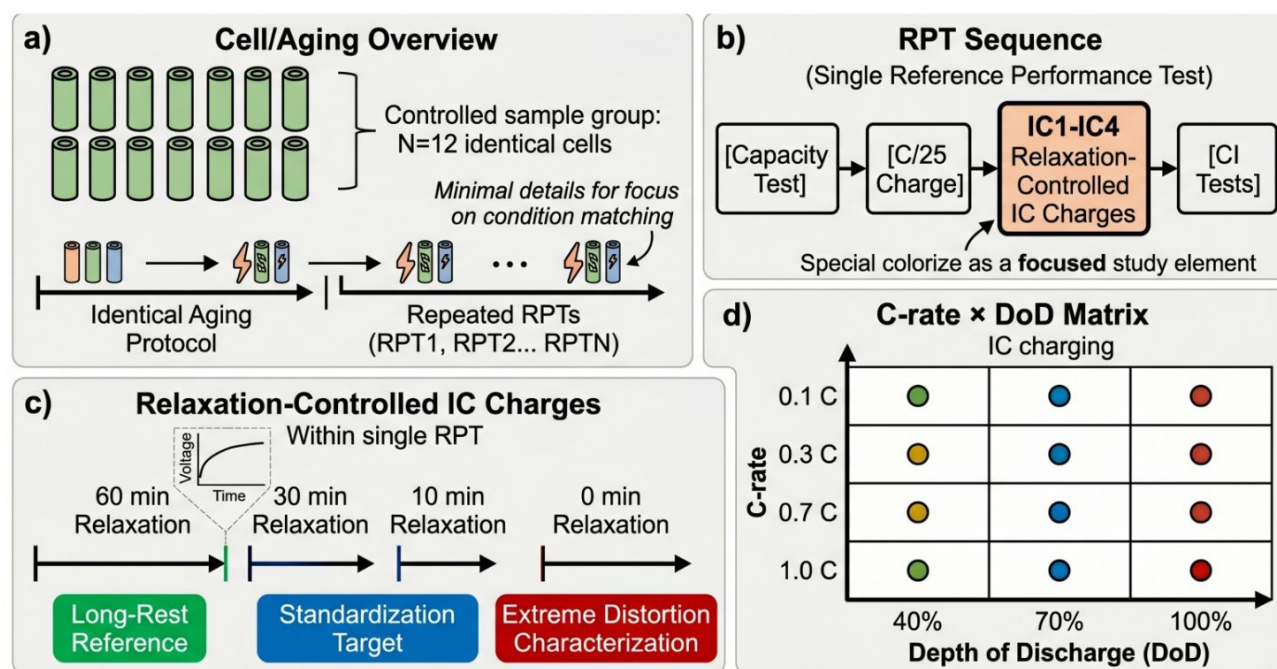 a) Cell/Aging Overview
Controlled sample group:
N=12 identical cells
Minimal details for focus
on condition matching
Identical Aging
Protocol
Repeated RPTs
(RPT1, RPT2... RPTN)
b) RPT Sequence
(Single Reference Performance Test)
[Capacity
Test]
[C/25
Charge]
IC1-IC4
Relaxation-
Controlled
IC Charges
[CI
Tests]
Special colorize as a focused study element
c) Relaxation-Controlled IC Charges
Within single RPT
Voltage
Time
60 min
Relaxation
30 min
Relaxation
10 min
Relaxation
0 min
Relaxation
Long-Rest
Reference
Standardization
Target
Extreme Distortion
Characterization
d) C-rate × DoD Matrix
IC charging
C-rate
0.1 C
0.3 C
0.7 C
1.0 C
40% 70% 100%
Depth of Discharge (DoD)